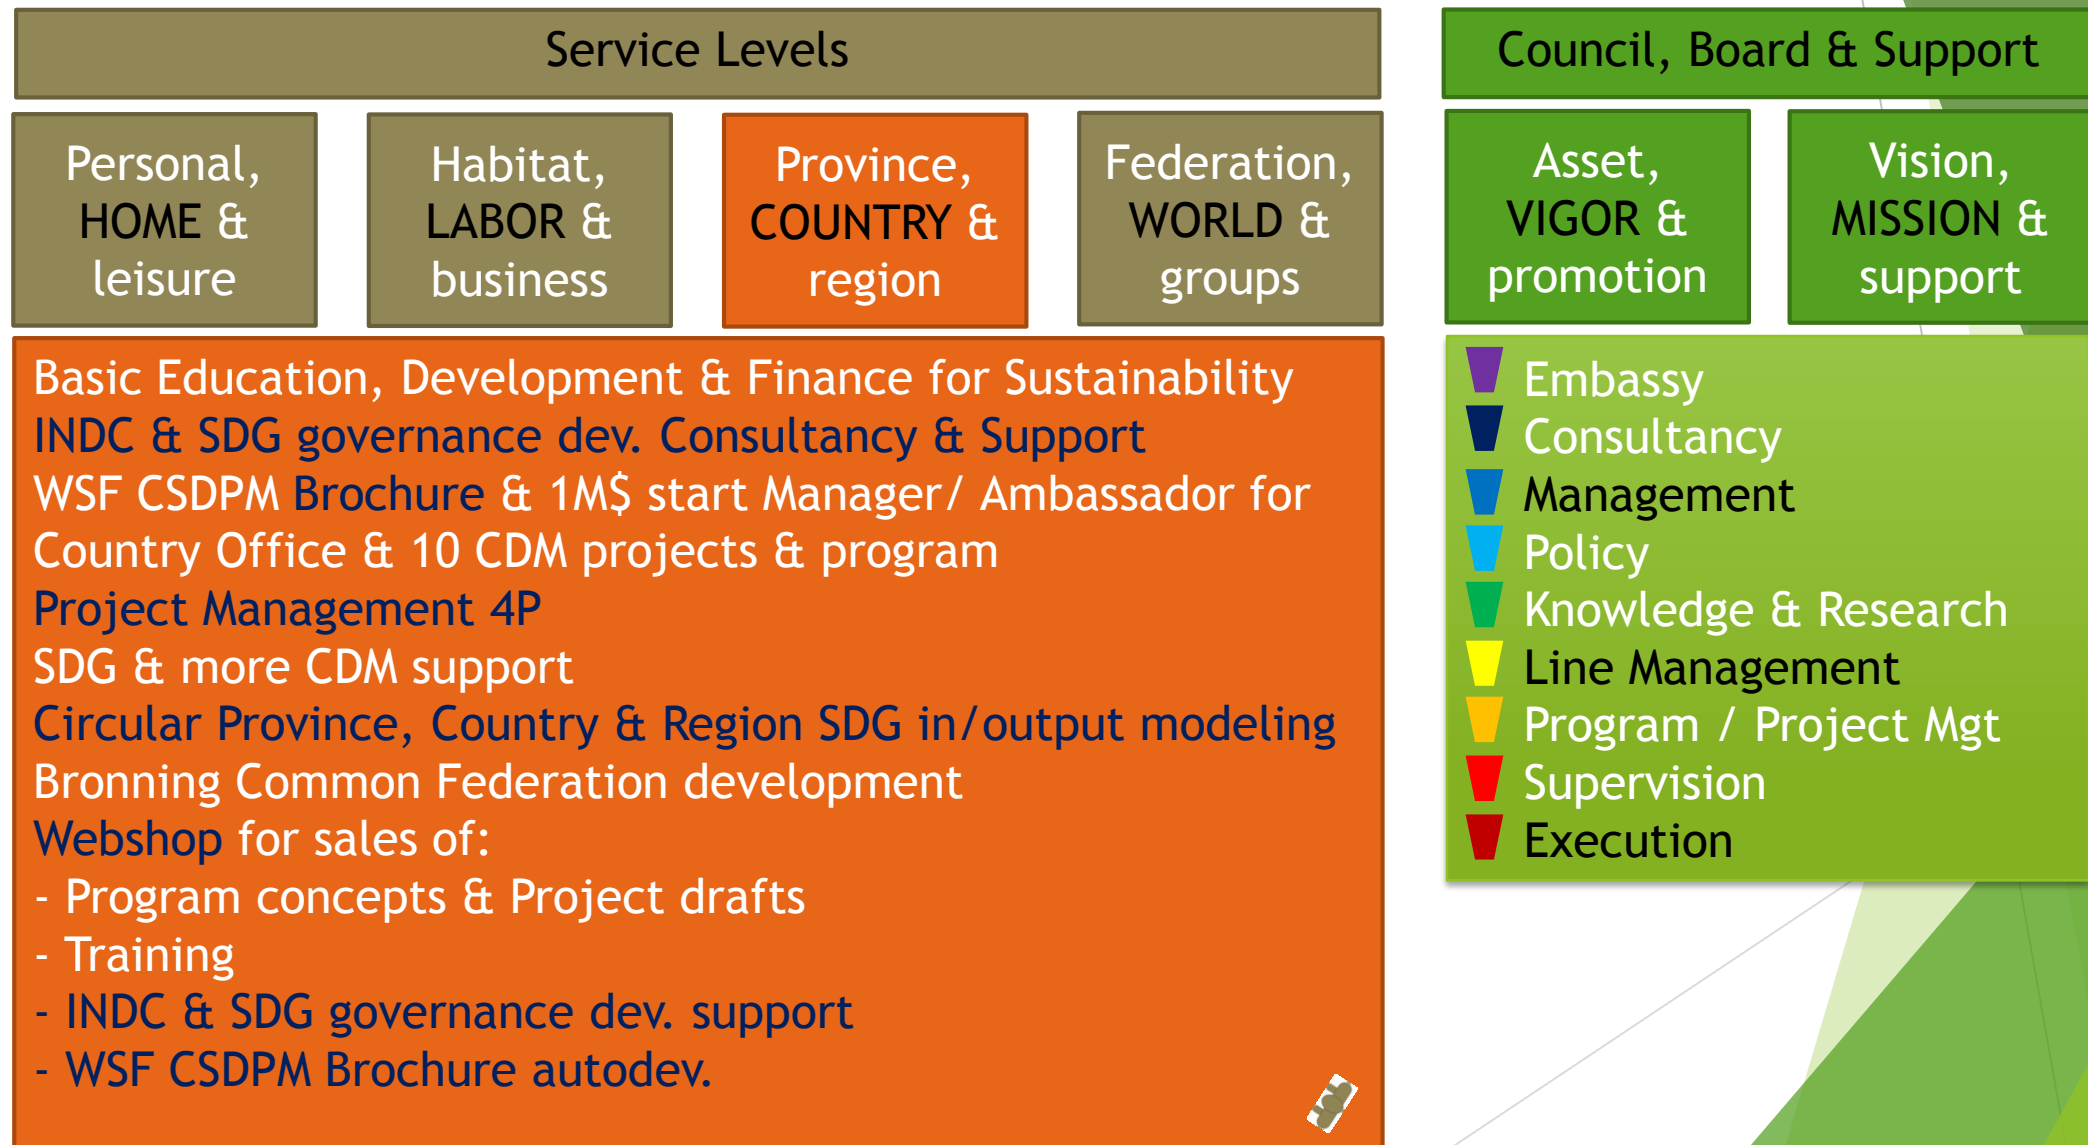 Service Levels
Personal,
HOME &
leisure
Habitat,
LABOR &
business
Province,
COUNTRY &
region
Federation,
WORLD &
groups
Basic Education, Development & Finance for Sustainability
INDC & SDG governance dev. Consultancy & Support
WSF CSDPM Brochure & 1M$ start Manager/ Ambassador for
Country Office & 10 CDM projects & program
Project Management 4P
SDG & more CDM support
Circular Province, Country & Region SDG in/output modeling
Bronning Common Federation development
Webshop for sales of:
- Program concepts & Project drafts
- Training
- INDC & SDG governance dev. support
- WSF CSDPM Brochure autodev.
Council, Board & Support
Asset,
VIGOR &
promotion
Vision,
MISSION &
support
Embassy
Consultancy
Management
Policy
Knowledge & Research
Line Management
Program / Project Mgt
Supervision
Execution